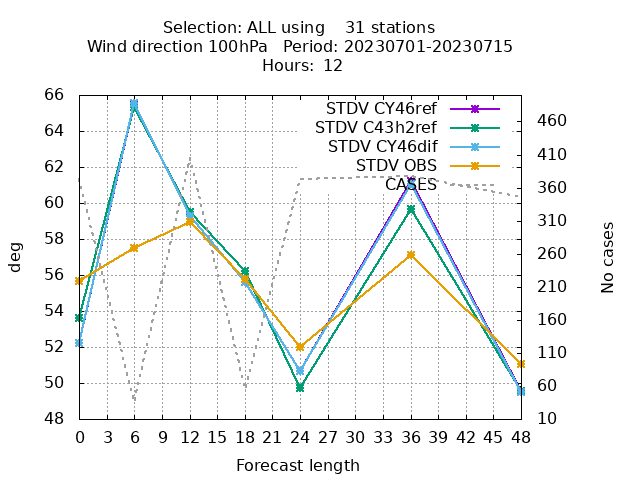 Selection: ALL using    31 stations
Wind direction 100hPa   Period: 20230701-20230715
Hours:  12
STDV CY46ref
STDV C43h2ref
STDV CY46dif
STDV OBS
CASES
deg
66
64
62
60
58
56
54
52
50
48
No cases
460
410
360
310
260
210
160
110
60
10
0 3 6 9 12 15 18 21 24 27 30 33 36 39 42 45 48
Forecast length